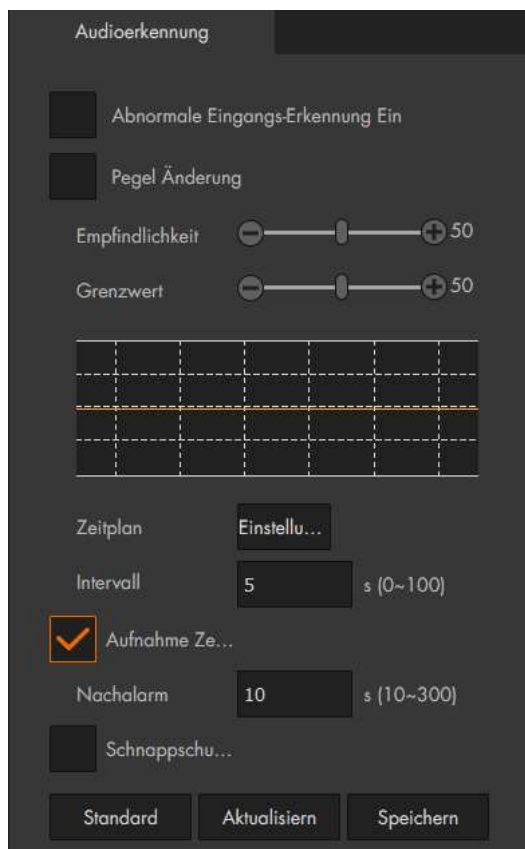 Audioerkennung
Abnormale Eingangs-Erkennung Ein
Pegel Änderung
Empfindlichkeit 50
Grenzwert 50
Zeitplan Einstellu...
Intervall 5 s (0~100)
Aufnahme Ze...
Nachalarm 10 s (10~300)
Schnappschu...
Standard Aktualisiern Speichern